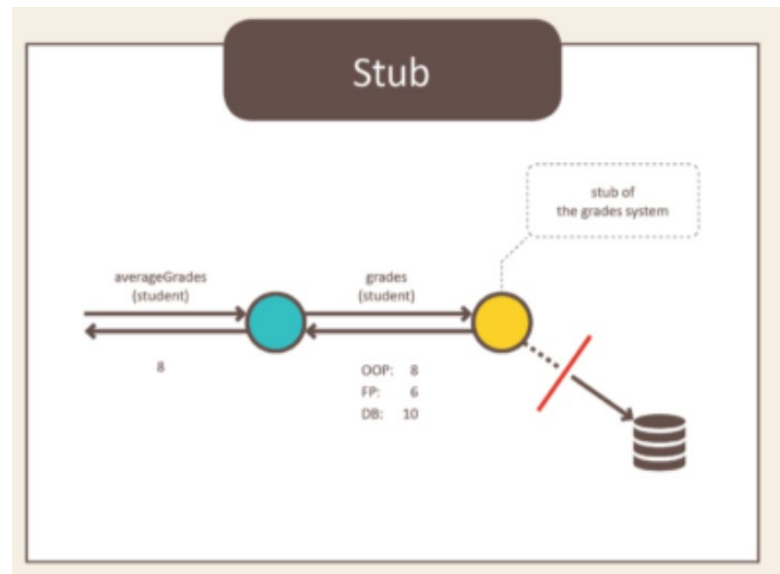 Stub
stub of
the grades system
averageGrades
(student)
grades
(student)
8
OOP: 8
FP: 6
DB: 10